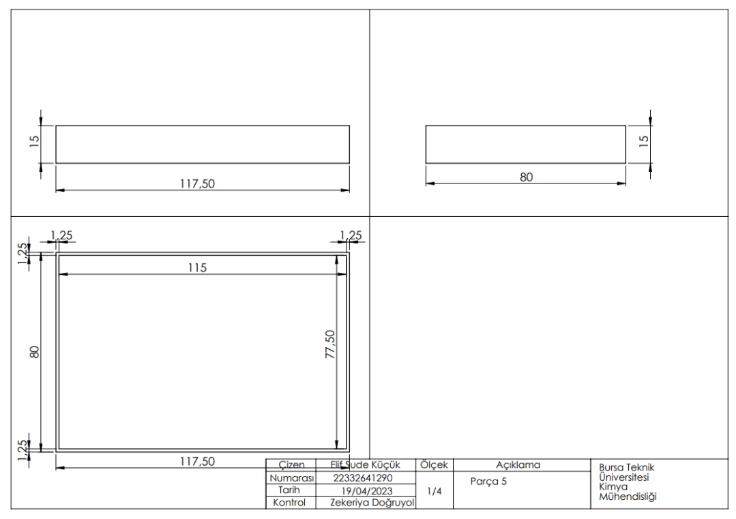 15
117,50
15
80
1,25
1,25
1,25
115
80
77,50
1,25
117,50
Çizen Elif Sude Küçük Ölçek Açıklama
Numarası 22332641290
Tarih 19/04/2023
Kontrol Zekeriya Doğruyol
1/4
Parça 5
Bursa Teknik
Üniversitesi
Kimya
Mühendisliği